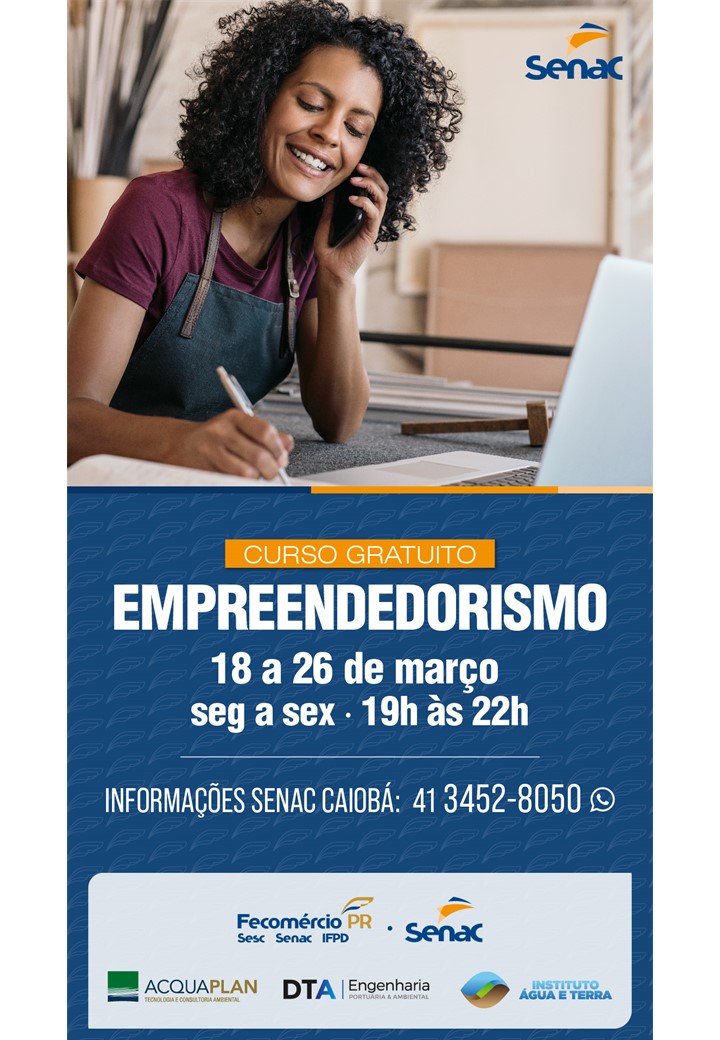 Senac
CURSO GRATUITO
EMPREENDEDORISMO
18 a 26 de março
seg a sex · 19h às 22h
INFORMAÇÕES SENAC CAIOBÁ: 41 3452-8050
Fecomércio PR · Senac
Sesc Senac IFPD
ACQUAPLAN
TECNOLOGIA E CONSULTORIA AMBIENTAL
DTA Engenharia
PORTUÁRIA & AMBIENTAL
INSTITUTO
ÁGUA E TERRA